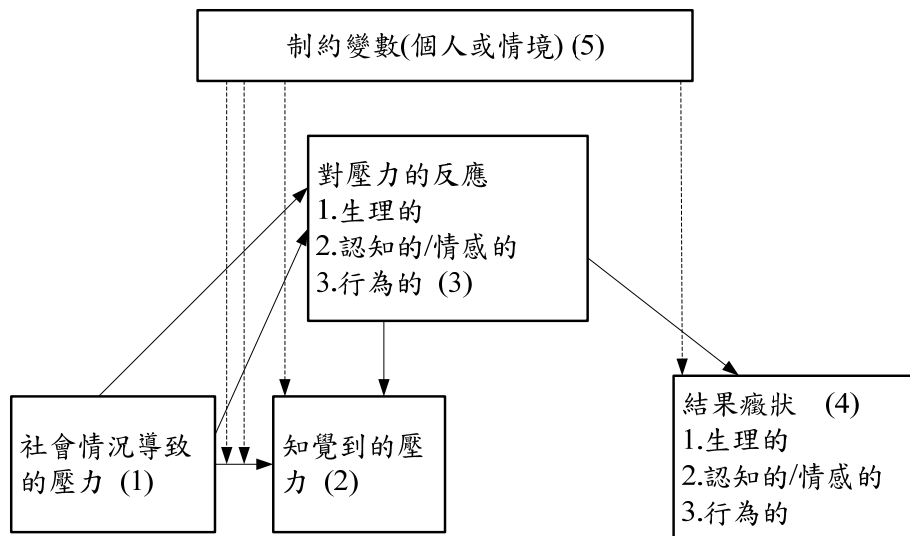 制約變數(個人或情境) (5)
對壓力的反應
1.生理的
2.認知的/情感的
3.行為的 (3)
社會情況導致
的壓力 (1)
知覺到的壓
力 (2)
結果癥狀 (4)
1.生理的
2.認知的/情感的
3.行為的